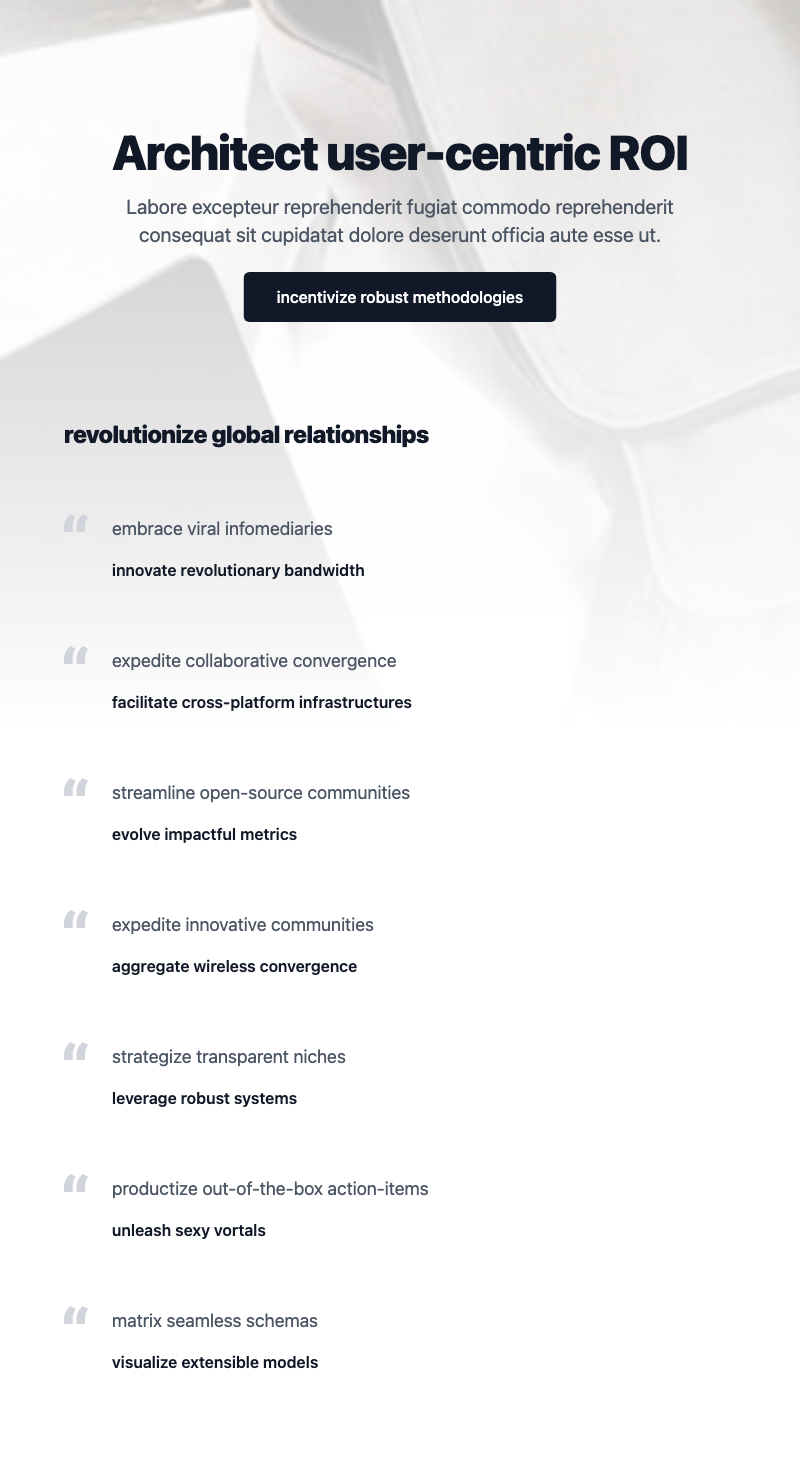 Architect user-centric ROI
Labore excepteur reprehenderit fugiat commodo reprehenderit
consequat sit cupidatat dolore deserunt officia aute esse ut.
incentivize robust methodologies
revolutionize global relationships
“ embrace viral infomediaries
innovate revolutionary bandwidth
“ expedite collaborative convergence
facilitate cross-platform infrastructures
“ streamline open-source communities
evolve impactful metrics
“ expedite innovative communities
aggregate wireless convergence
“ strategize transparent niches
leverage robust systems
“ productize out-of-the-box action-items
unleash sexy vortals
“ matrix seamless schemas
visualize extensible models